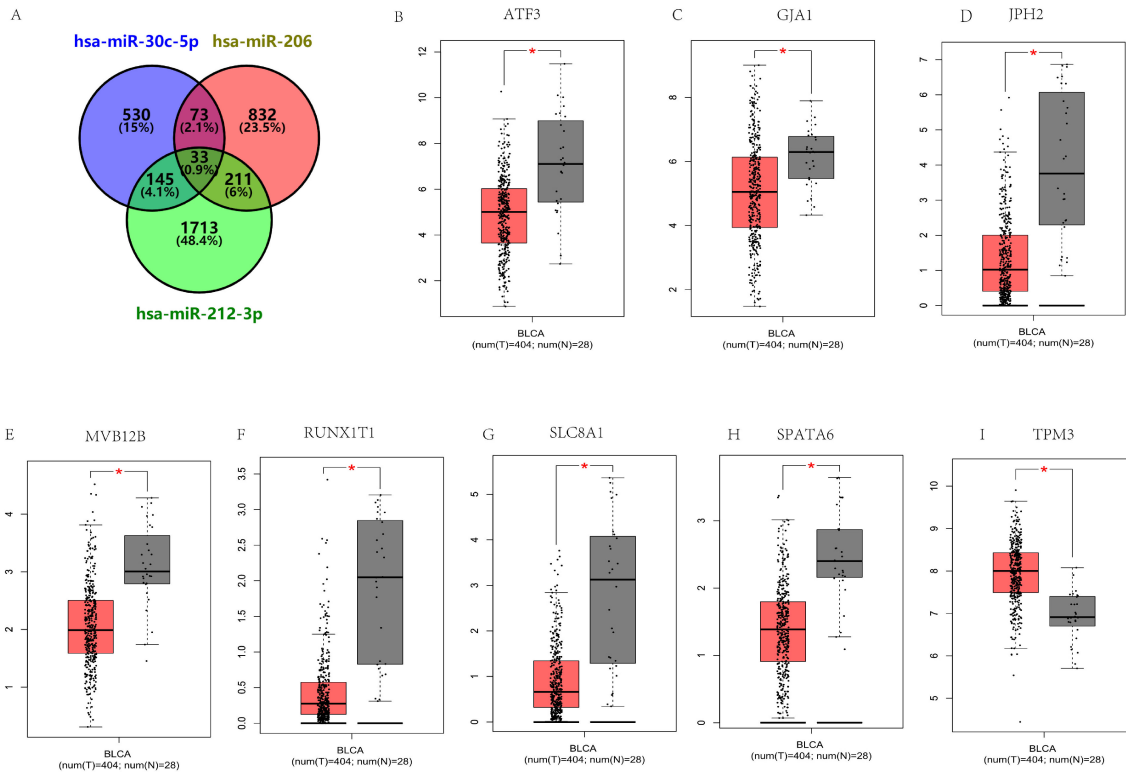 A
hsa-miR-30c-5p hsa-miR-206
530
(15%)
73
(2.1%)
832
(23.5%)
33
(0.9%)
145
(4.1%)
211
(6%)
1713
(48.4%)
hsa-miR-212-3p
B ATF3
*
12
10
8
6
4
2
BLCA
(num(T)=404; num(N)=28)
C GJA1
*
8
6
4
2
BLCA
(num(T)=404; num(N)=28)
D JPH2
*
7
6
5
4
3
2
1
0
BLCA
(num(T)=404; num(N)=28)
E MVB12B
*
4
3
2
1
BLCA
(num(T)=404; num(N)=28)
F RUNX1T1
*
3.5
3.0
2.5
2.0
1.5
1.0
0.5
0.0
BLCA
(num(T)=404; num(N)=28)
G SLC8A1
*
5
4
3
2
1
0
BLCA
(num(T)=404; num(N)=28)
H SPATA6
*
3
2
1
0
BLCA
(num(T)=404; num(N)=28)
I TPM3
*
10
9
8
7
6
5
BLCA
(num(T)=404; num(N)=28)